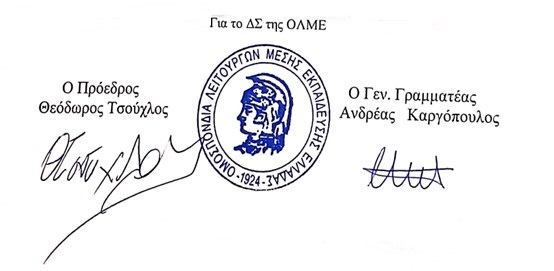 Για το ΔΣ της ΟΛΜΕ
Ο Πρόεδρος
Θεόδωρος Τσούχλος
ΟΜΟΣΠΟΝΔΙΑ ΛΕΙΤΟΥΡΓΩΝ ΜΕΣΗΣ ΕΚΠΑΙΔΕΥΣΗΣ ΕΛΛΑΔΑΣ
-1924-
Ο Γεν. Γραμματέας
Ανδρέας Καργόπουλος